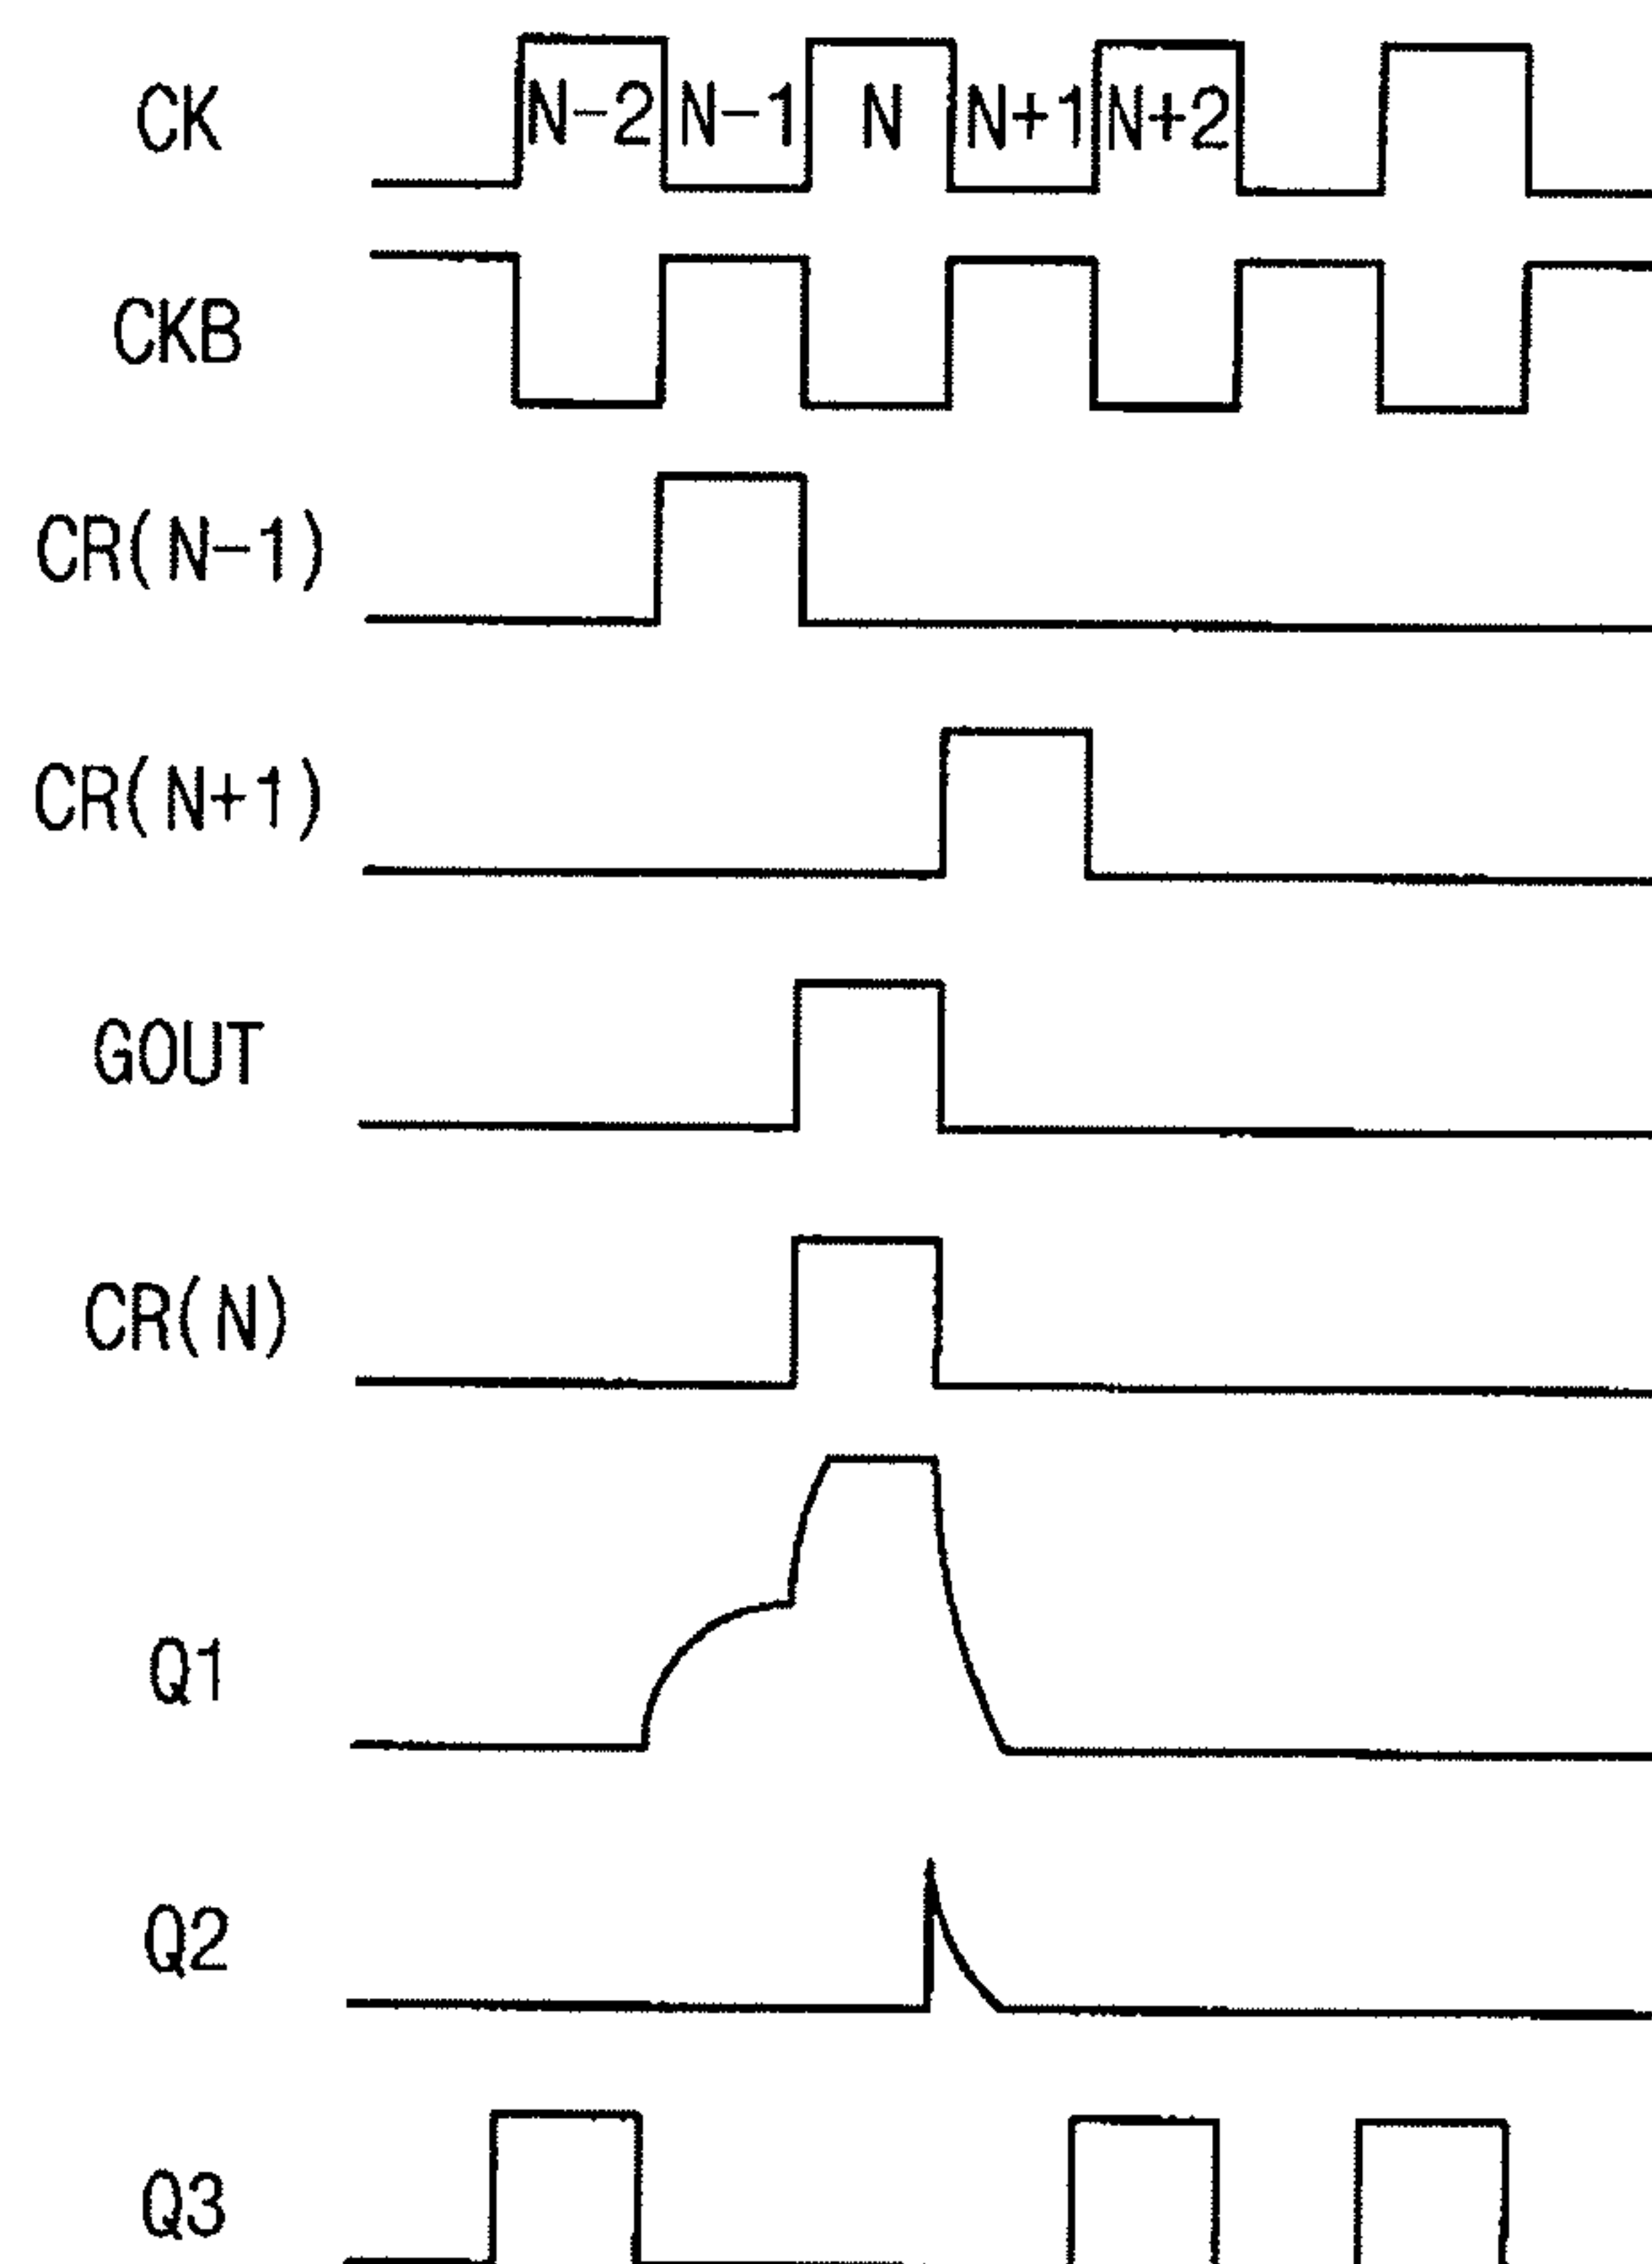 CK N-2 N-1 N N+1 N+2
CKB
CR(N-1)
CR(N+1)
GOUT
CR(N)
Q1
Q2
Q3